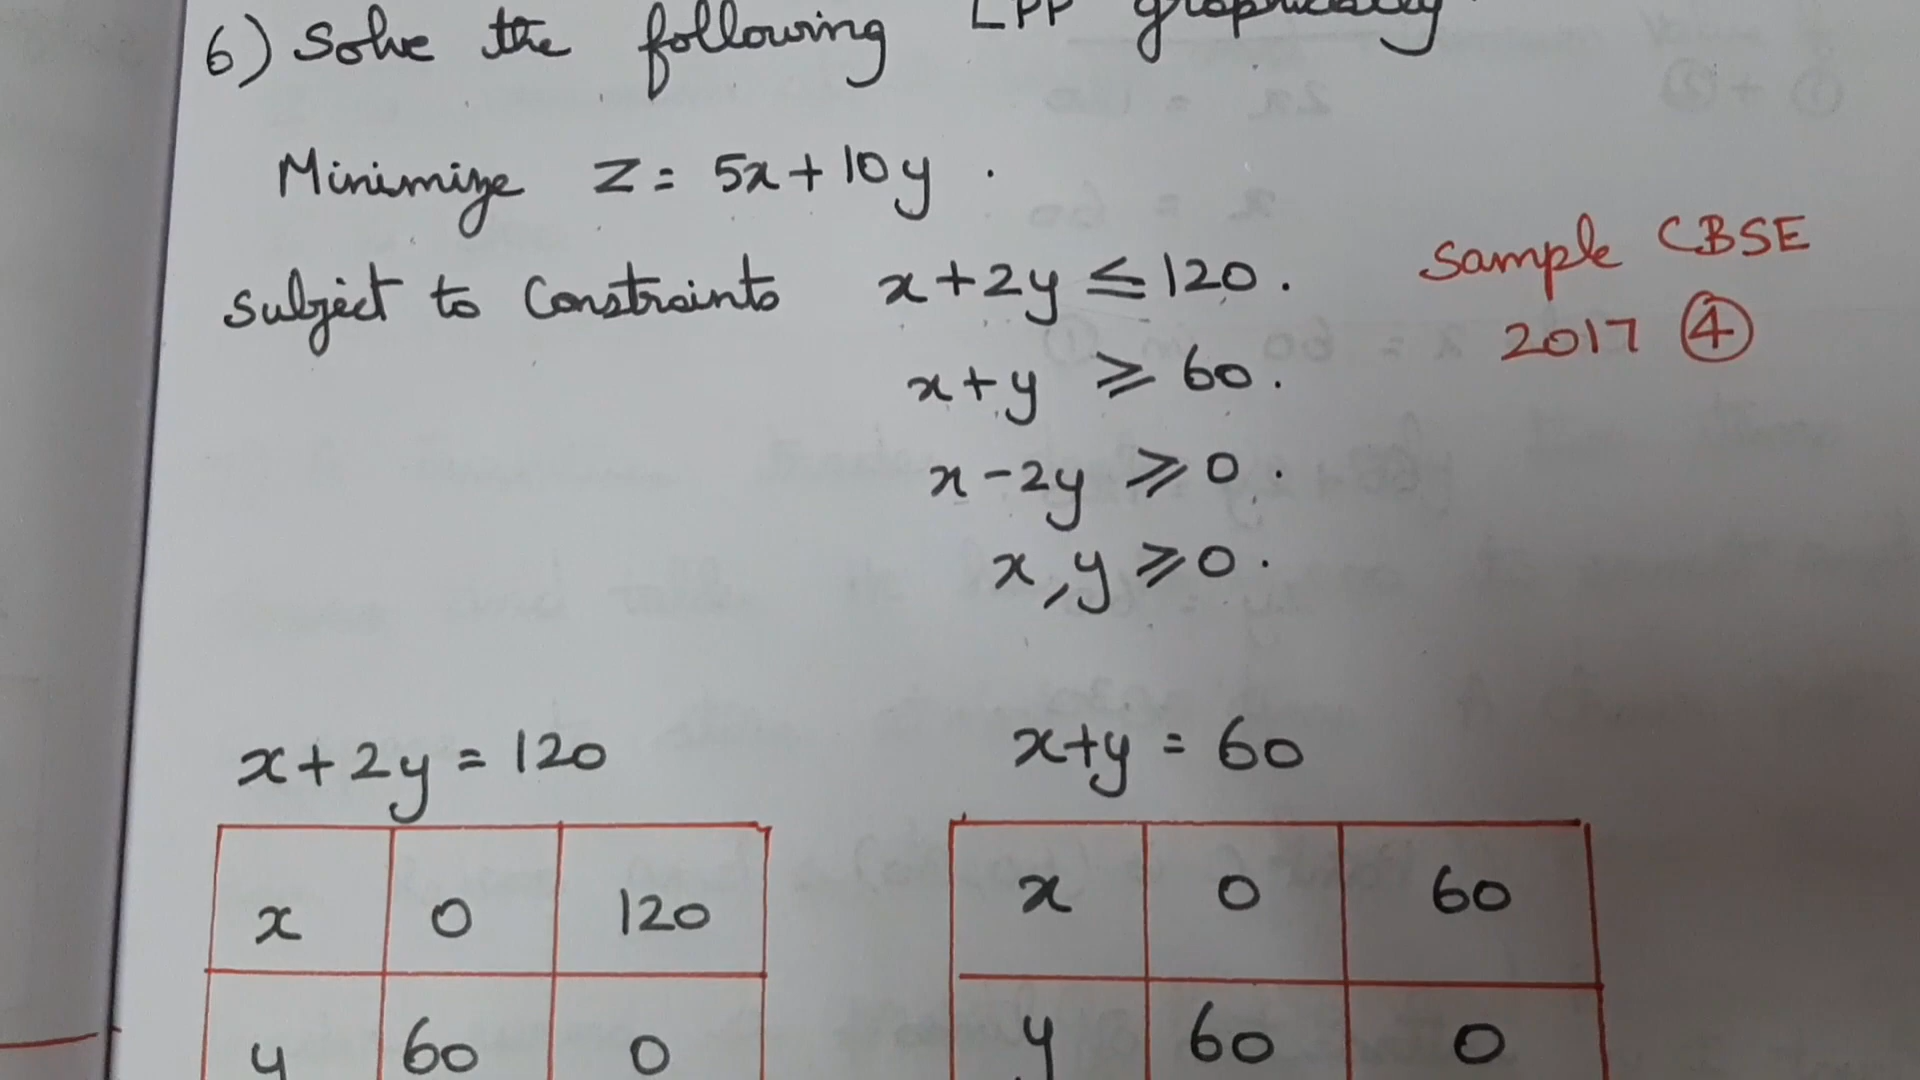 6) Solve the following LPP graphically
Minimize Z = 5x + 10y .
Subject to Constraints x + 2y ≤ 120 .
x + y ≥ 60 .
x - 2y ≥ 0 .
x , y ≥ 0 .
Sample CBSE
2017 ④
x + 2y = 120
x 0 120
y 60 0
x + y = 60
x 0 60
y 60 0